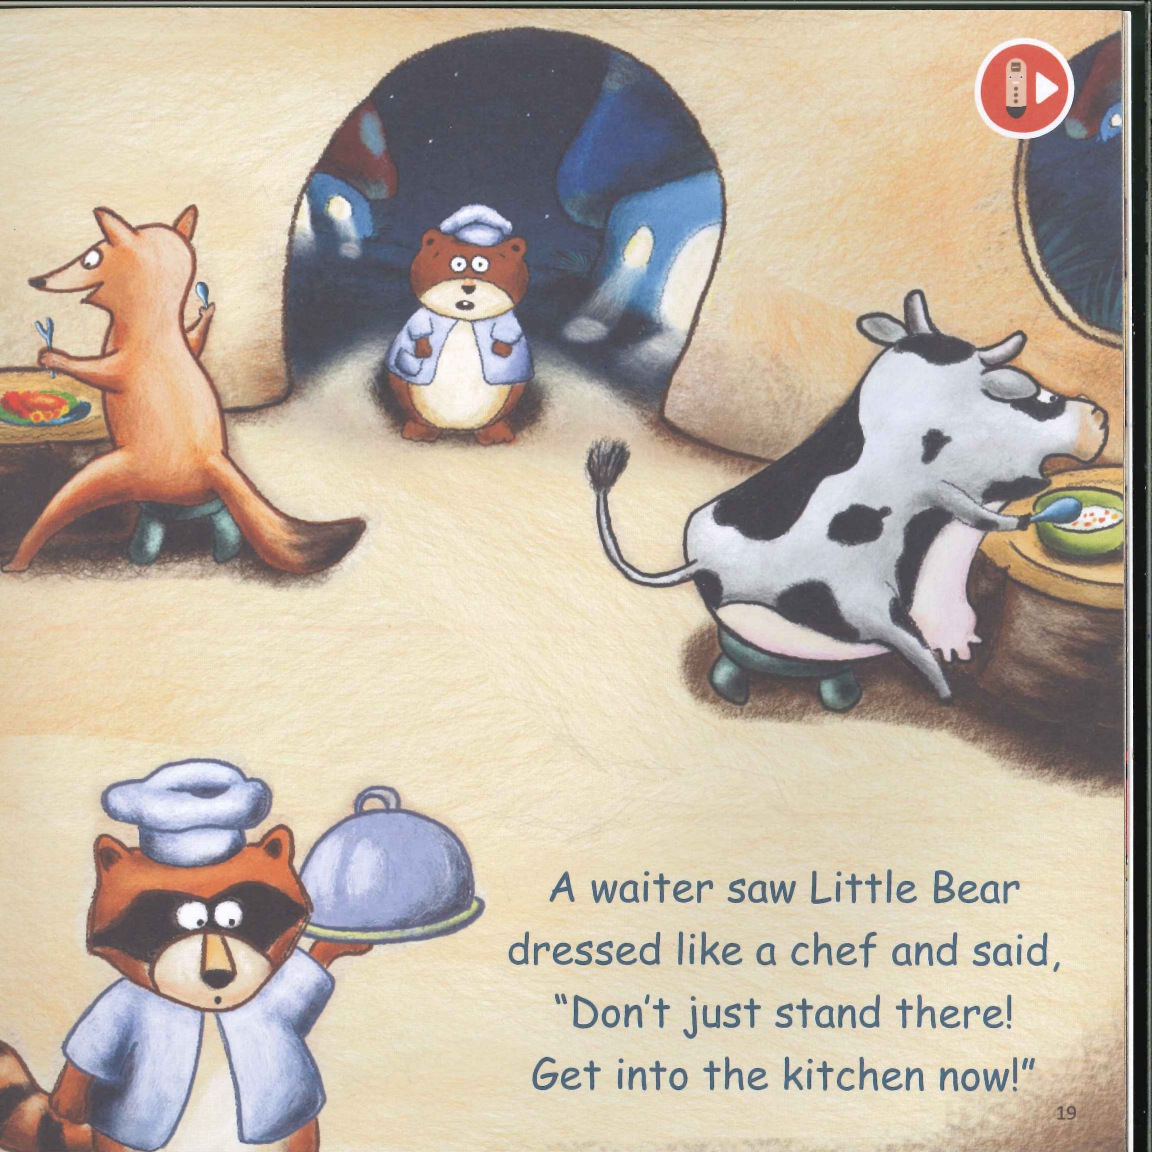 A waiter saw Little Bear
dressed like a chef and said,
“Don’t just stand there!
Get into the kitchen now!”
19